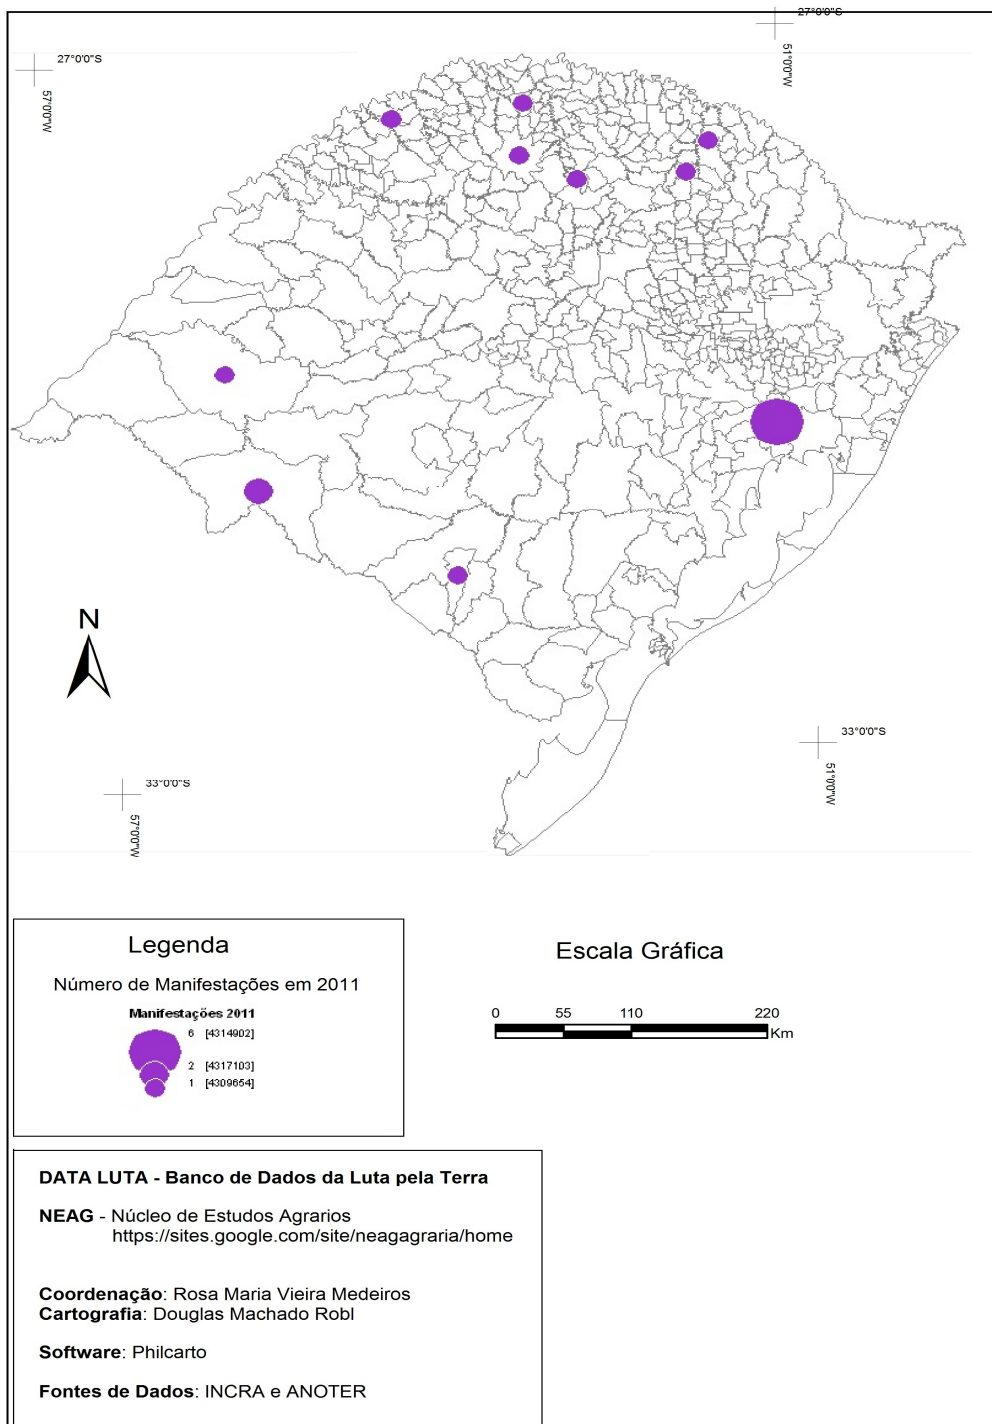 27°0'0"S
27°0'0"S
51°0'0"W
57°0'0"W
N
33°0'0"S
51°0'0"W
33°0'0"S
57°0'0"W
Legenda
Número de Manifestações em 2011
Manifestações 2011
6 [4314902]
2 [4317103]
1 [4309654]
Escala Gráfica
0 55 110 220
Km
DATA LUTA - Banco de Dados da Luta pela Terra
NEAG - Núcleo de Estudos Agrarios
https://sites.google.com/site/neagagraria/home
Coordenação: Rosa Maria Vieira Medeiros
Cartografia: Douglas Machado Robl
Software: Philcarto
Fontes de Dados: INCRA e ANOTER